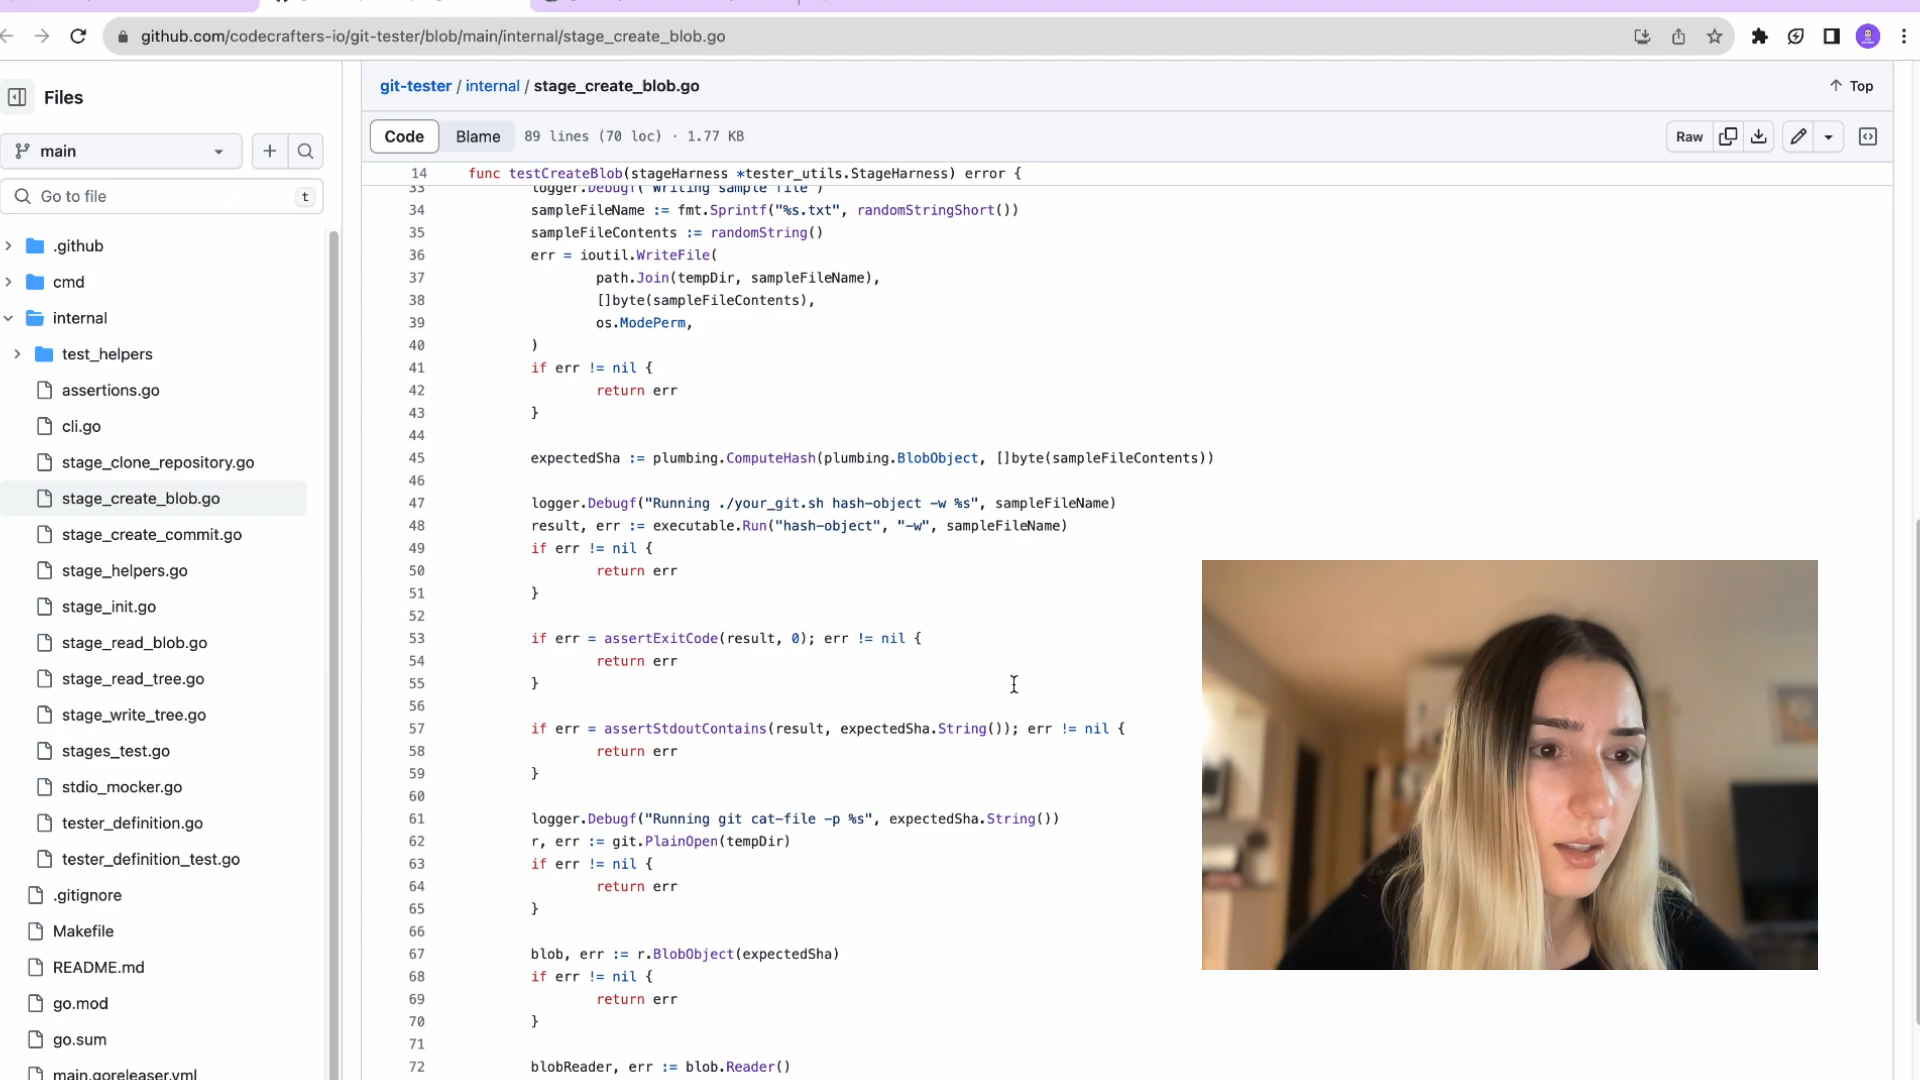 github.com/codecrafters-io/git-tester/blob/main/internal/stage_create_blob.go
Files
main
Go to file
t
.github
cmd
internal
test_helpers
assertions.go
cli.go
stage_clone_repository.go
stage_create_blob.go
stage_create_commit.go
stage_helpers.go
stage_init.go
stage_read_blob.go
stage_read_tree.go
stage_write_tree.go
stages_test.go
stdio_mocker.go
tester_definition.go
tester_definition_test.go
.gitignore
Makefile
README.md
go.mod
go.sum
main.goreleaser.yml
git-tester / internal / stage_create_blob.go
Top
Code Blame 89 lines (70 loc) · 1.77 KB
Raw
14 func testCreateBlob(stageHarness *tester_utils.StageHarness) error {
33 logger.Debugf("Writing sample file")
34 sampleFileName := fmt.Sprintf("%s.txt", randomStringShort())
35 sampleFileContents := randomString()
36 err = ioutil.WriteFile(
37 path.Join(tempDir, sampleFileName),
38 []byte(sampleFileContents),
39 os.ModePerm,
40 )
41 if err != nil {
42 return err
43 }
44
45 expectedSha := plumbing.ComputeHash(plumbing.BlobObject, []byte(sampleFileContents))
46
47 logger.Debugf("Running ./your_git.sh hash-object -w %s", sampleFileName)
48 result, err := executable.Run("hash-object", "-w", sampleFileName)
49 if err != nil {
50 return err
51 }
52
53 if err = assertExitCode(result, 0); err != nil {
54 return err
55 }
56
57 if err = assertStdoutContains(result, expectedSha.String()); err != nil {
58 return err
59 }
60
61 logger.Debugf("Running git cat-file -p %s", expectedSha.String())
62 r, err := git.PlainOpen(tempDir)
63 if err != nil {
64 return err
65 }
66
67 blob, err := r.BlobObject(expectedSha)
68 if err != nil {
69 return err
70 }
71
72 blobReader, err := blob.Reader()